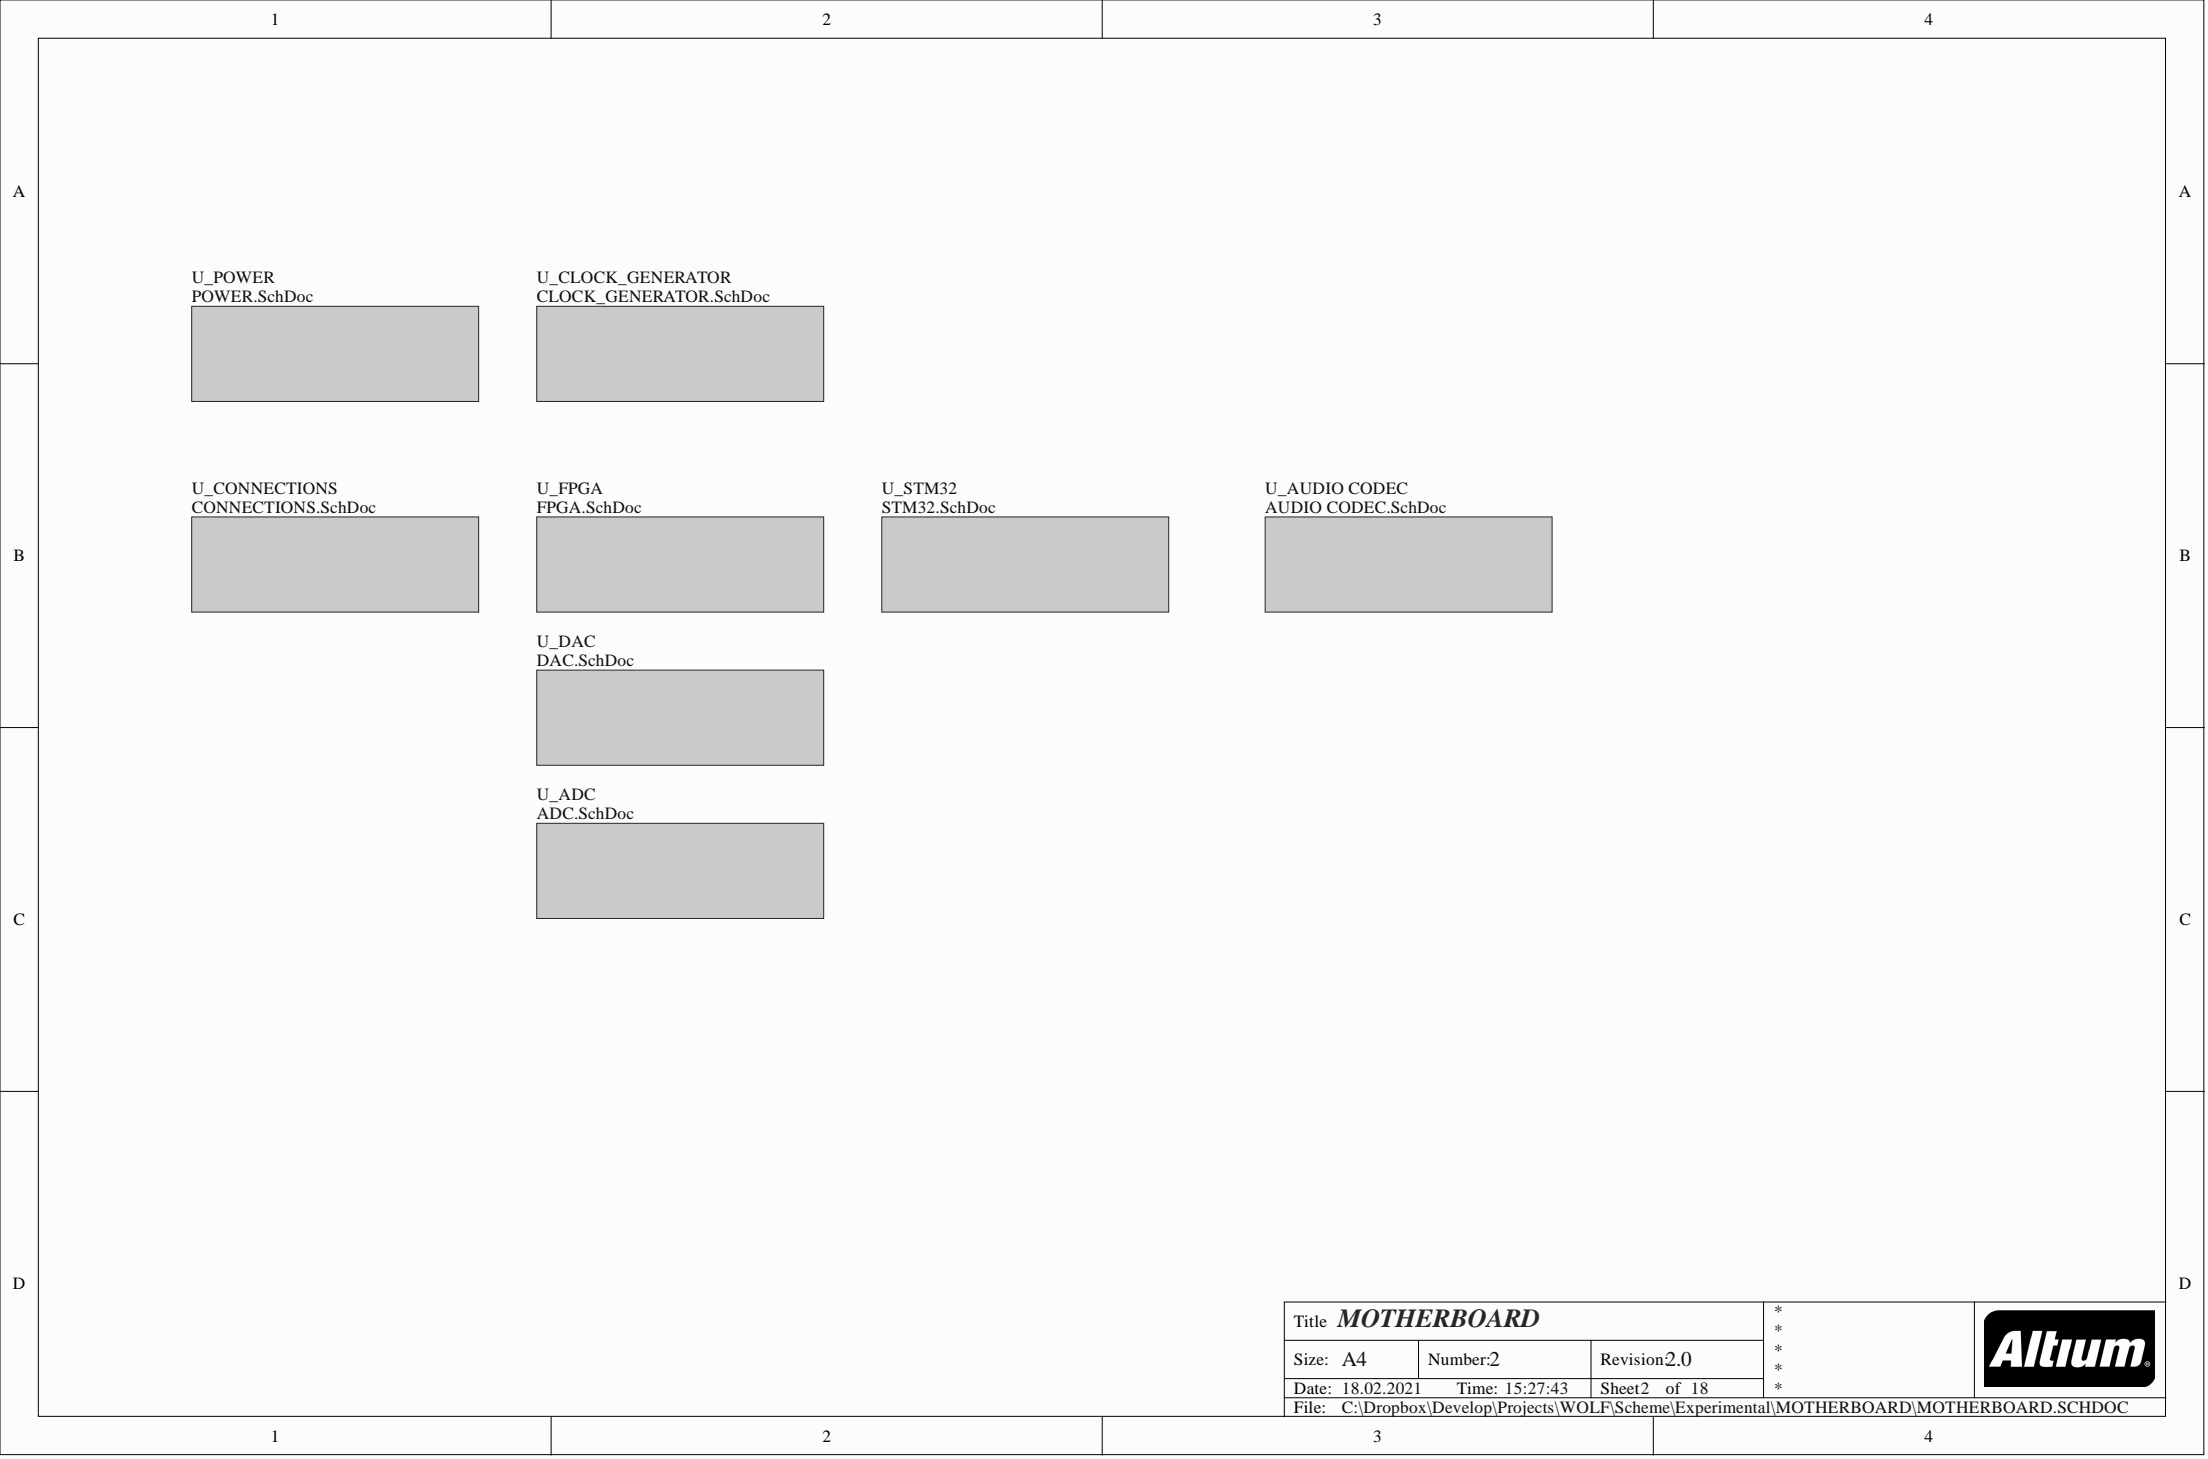 1 2 3 4
A A
U_POWER U_CLOCK_GENERATOR
POWER.SchDoc CLOCK_GENERATOR.SchDoc
U_CONNECTIONS U_FPGA U_STM32 U_AUDIO CODEC
CONNECTIONS.SchDoc FPGA.SchDoc STM32.SchDoc AUDIO CODEC.SchDoc
B B
U_DAC
DAC.SchDoc
U_ADC
ADC.SchDoc
C C
D D
Title MOTHERBOARD *
*
Size: A4 Number:2 Revision:2.0 *
*
Date: 18.02.2021 Time: 15:27:43 Sheet2 of 18 *
Altium®
File: C:\Dropbox\Develop\Projects\WOLF\Scheme\Experimental\MOTHERBOARD\MOTHERBOARD.SCHDOC
1 2 3 4